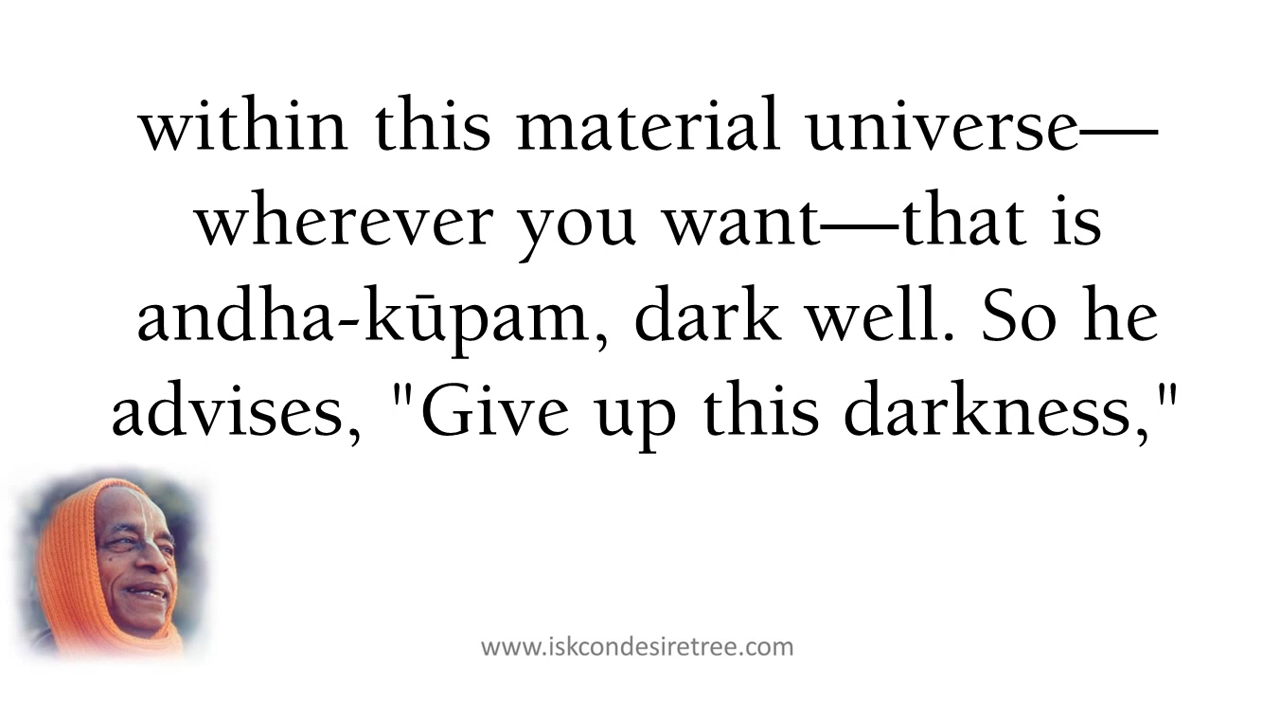 within this material universe—
wherever you want—that is
andha-kūpam, dark well. So he
advises, "Give up this darkness,"
www.iskcondesiretree.com